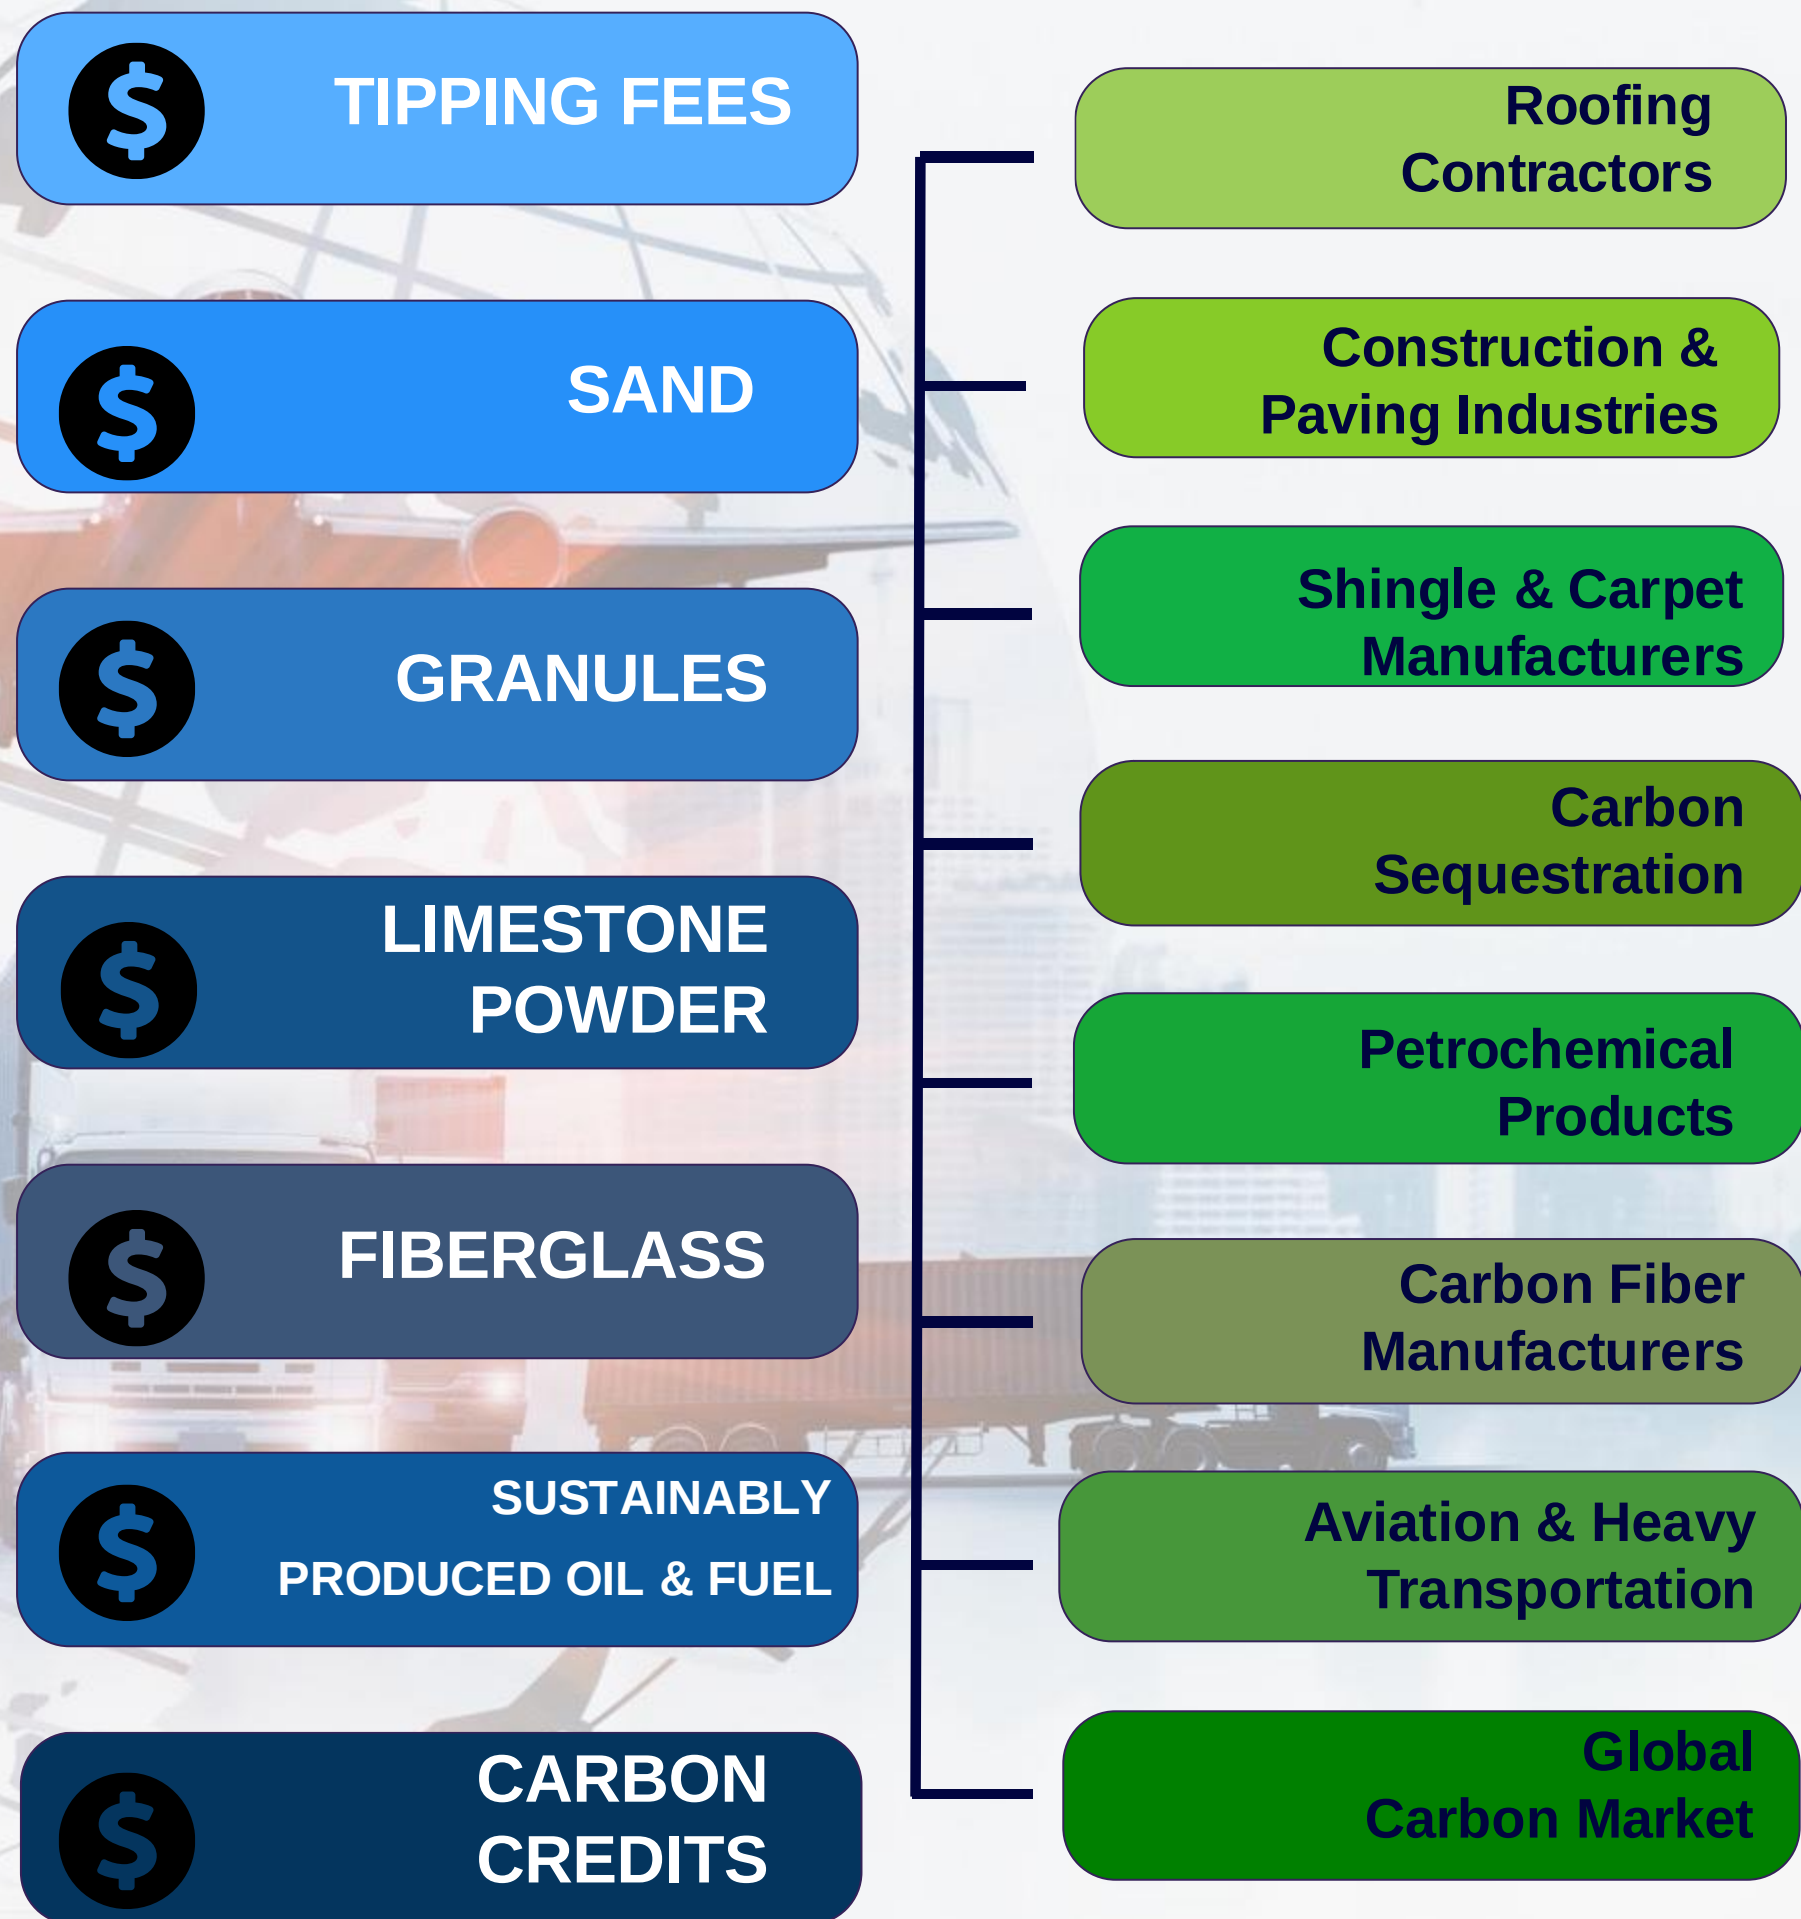 TIPPING FEES
SAND
GRANULES
LIMESTONE
POWDER
FIBERGLASS
SUSTAINABLY
PRODUCED OIL & FUEL
CARBON
CREDITS
Roofing
Contractors
Construction &
Paving Industries
Shingle & Carpet
Manufacturers
Carbon
Sequestration
Petrochemical
Products
Carbon Fiber
Manufacturers
Aviation & Heavy
Transportation
Global
Carbon Market